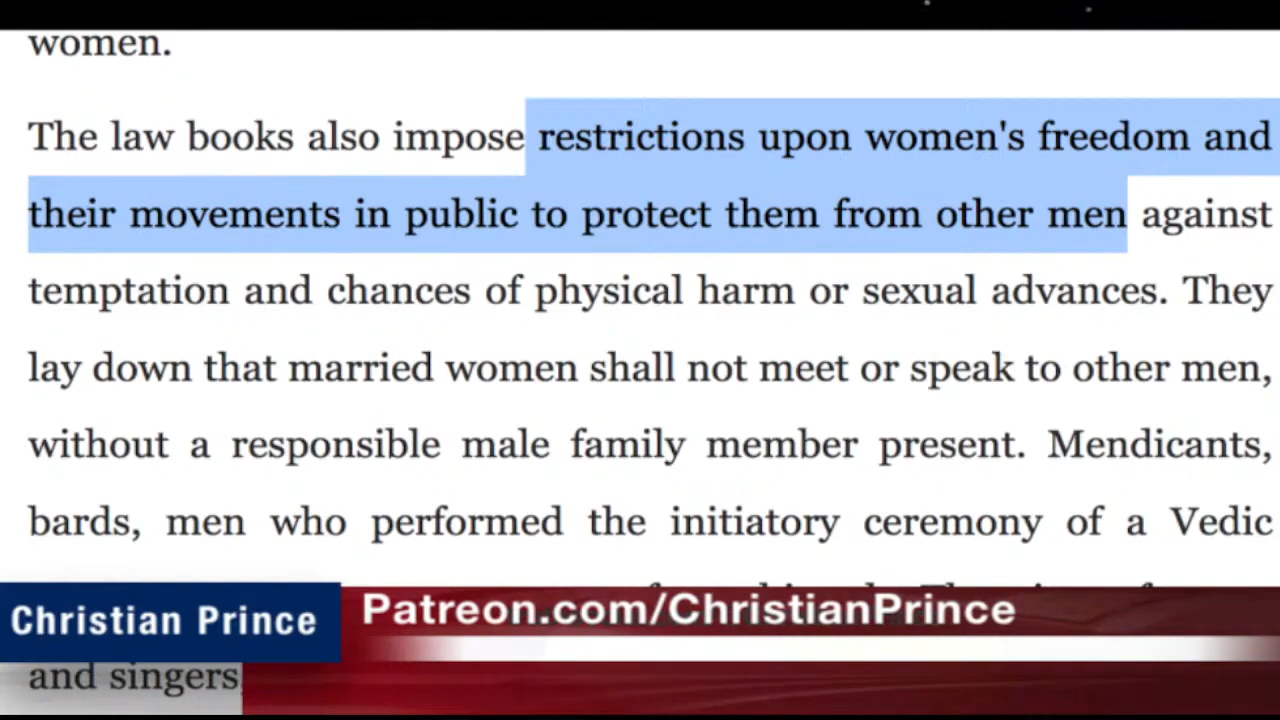 women.
The law books also impose restrictions upon women's freedom and
their movements in public to protect them from other men against
temptation and chances of physical harm or sexual advances. They
lay down that married women shall not meet or speak to other men,
without a responsible male family member present. Mendicants,
bards, men who performed the initiatory ceremony of a Vedic
Christian Prince
Patreon.com/ChristianPrince
and singers,